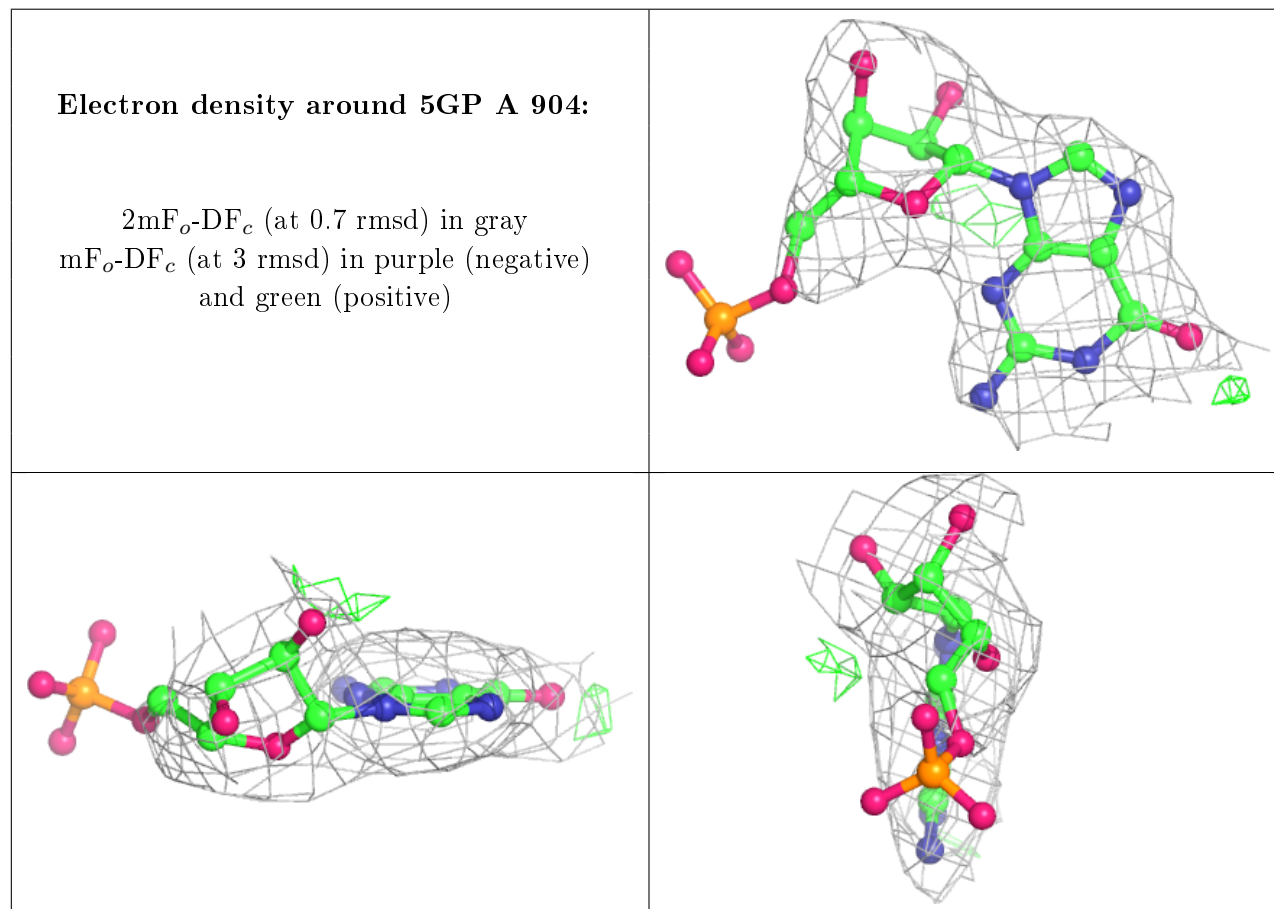 Electron density around 5GP A 904:
2mFₒ-DF𝑐 (at 0.7 rmsd) in gray
mFₒ-DF𝑐 (at 3 rmsd) in purple (negative)
and green (positive)